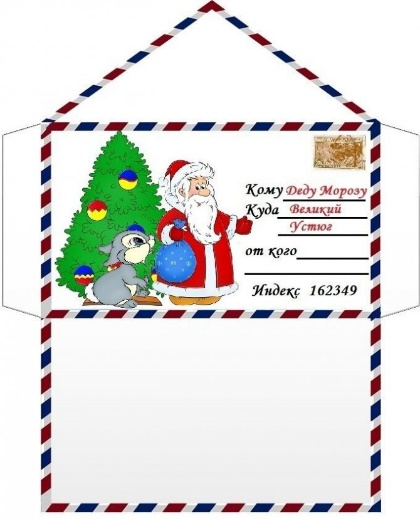 Кому Деду Морозу
Куда Великий
Устюг
от кого
Индекс 162349